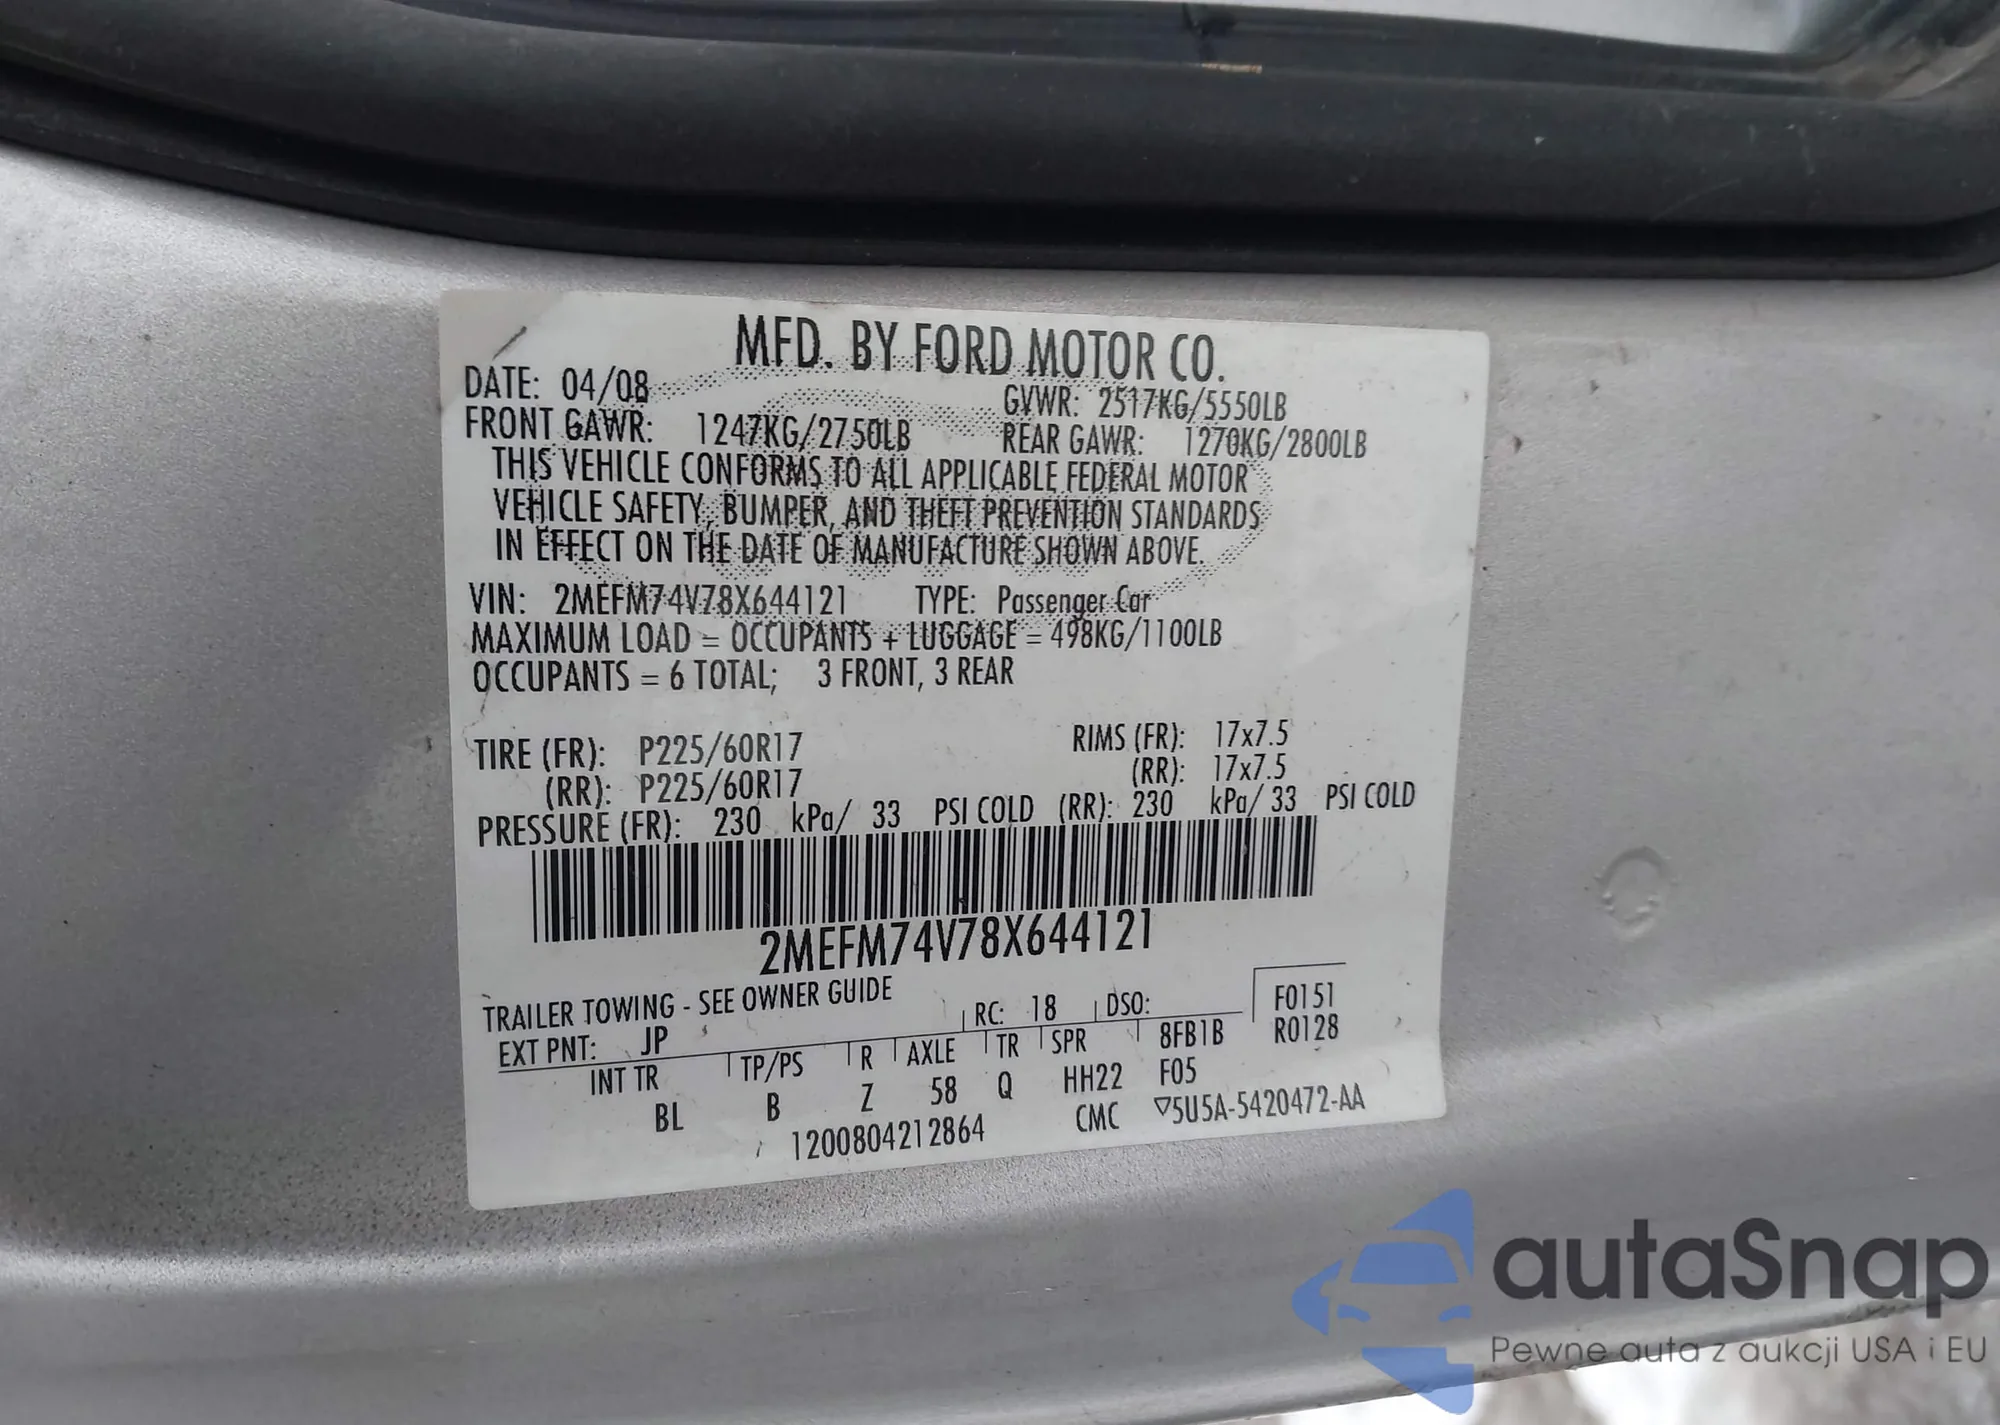 MFD. BY FORD MOTOR CO.
DATE: 04/08 GVWR: 2517KG/5550LB
FRONT GAWR: 1247KG/2750LB REAR GAWR: 1270KG/2800LB
THIS VEHICLE CONFORMS TO ALL APPLICABLE FEDERAL MOTOR
VEHICLE SAFETY, BUMPER, AND THEFT PREVENTION STANDARDS
IN EFFECT ON THE DATE OF MANUFACTURE SHOWN ABOVE.
VIN: 2MEFM74V78X644121 TYPE: Passenger Car
MAXIMUM LOAD = OCCUPANTS + LUGGAGE = 498KG/1100LB
OCCUPANTS = 6 TOTAL; 3 FRONT, 3 REAR
TIRE (FR): P225/60R17 RIMS (FR): 17x7.5
(RR): P225/60R17 (RR): 17x7.5
PRESSURE (FR): 230 kPa/ 33 PSI COLD (RR): 230 kPa/ 33 PSI COLD
2MEFM74V78X644121
TRAILER TOWING - SEE OWNER GUIDE
EXT PNT: JP RC: 18 DSO: F0151
INT TR TP/PS R AXLE TR SPR 8FB1B R0128
BL B Z 58 Q HH22 F05
1200804212864 CMC ▽5U5A-5420472-AA
autaSnap
Pewne auta z aukcji USA i EU